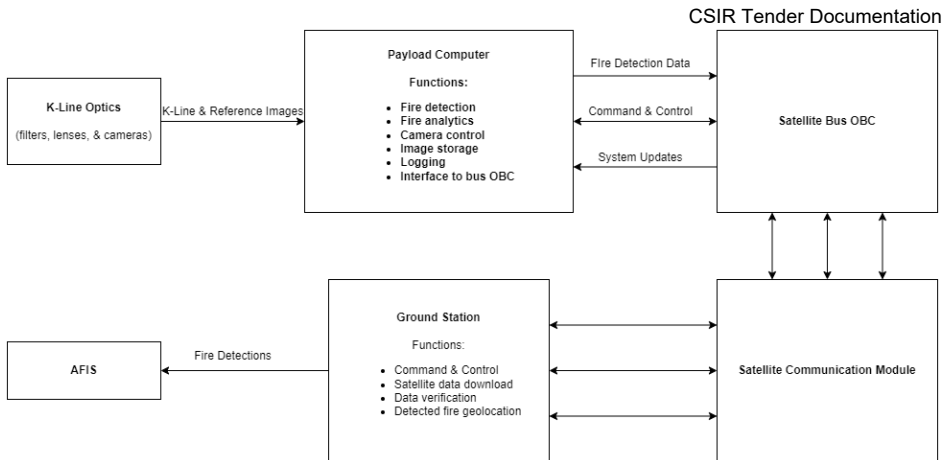 CSIR Tender Documentation
K-Line Optics
(filters, lenses, & cameras)
K-Line & Reference Images
Payload Computer
Functions:
• Fire detection
• Fire analytics
• Camera control
• Image storage
• Logging
• Interface to bus OBC
Fire Detection Data
Command & Control
System Updates
Satellite Bus OBC
AFIS
Fire Detections
Ground Station
Functions:
• Command & Control
• Satellite data download
• Data verification
• Detected fire geolocation
Satellite Communication Module